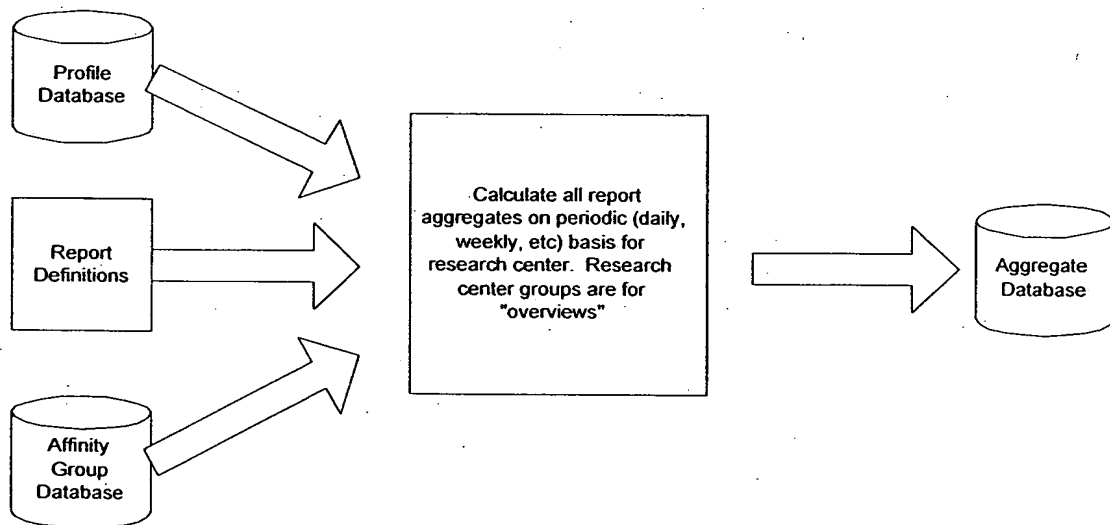 Profile
Database
Report
Definitions
Affinity
Group
Database
Calculate all report
aggregates on periodic (daily,
weekly, etc) basis for
research center. Research
center groups are for
"overviews"
Aggregate
Database